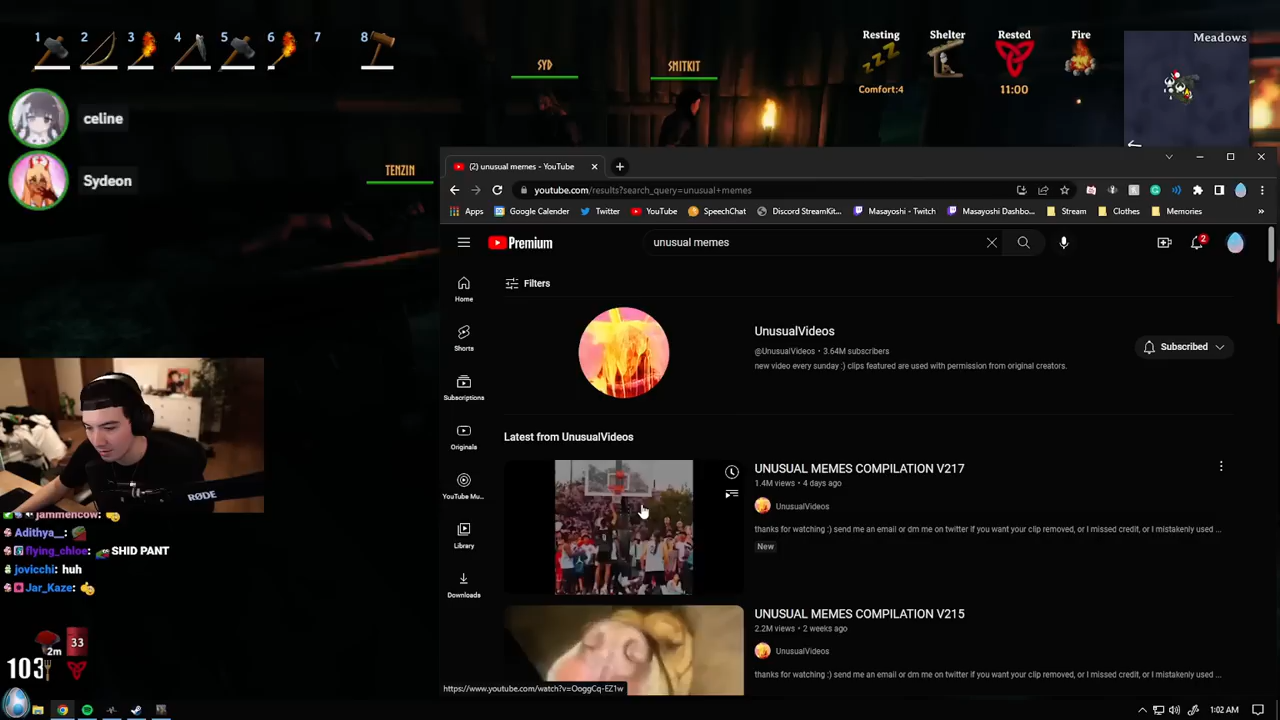 1
2
3
4
5
6
7
8
Resting
Shelter
Rested
Fire
Comfort:4
11:00
Meadows
SYD
SMITKIT
TENZIN
celine
Sydeon
(2) unusual memes - YouTube
youtube.com/results?search_query=unusual+memes
Apps
Google Calender
Twitter
YouTube
SpeechChat
Discord StreamKit...
Masayoshi - Twitch
Masayoshi Dashbo...
Stream
Clothes
Memories
»
Premium
unusual memes
2
Home
Shorts
Subscriptions
Originals
YouTube Mu...
Library
Downloads
Filters
UnusualVideos
@UnusualVideos • 3.64M subscribers
new video every sunday :) clips featured are used with permission from original creators.
Subscribed
Latest from UnusualVideos
UNUSUAL MEMES COMPILATION V217
1.4M views • 4 days ago
UnusualVideos
thanks for watching :) send me an email or dm me on twitter if you want your clip removed, or I missed credit, or I mistakenly used ...
New
UNUSUAL MEMES COMPILATION V215
2.2M views • 2 weeks ago
UnusualVideos
thanks for watching :) send me an email or dm me on twitter if you want your clip removed, or I missed credit, or I mistakenly used ...
https://www.youtube.com/watch?v=OoggCq-EZ1w
RØDE
jammencow:
Adithya__:
flying_chloe: SHID PANT
jovicchi: huh
Jar_Kaze:
2m
33
103
1:02 AM